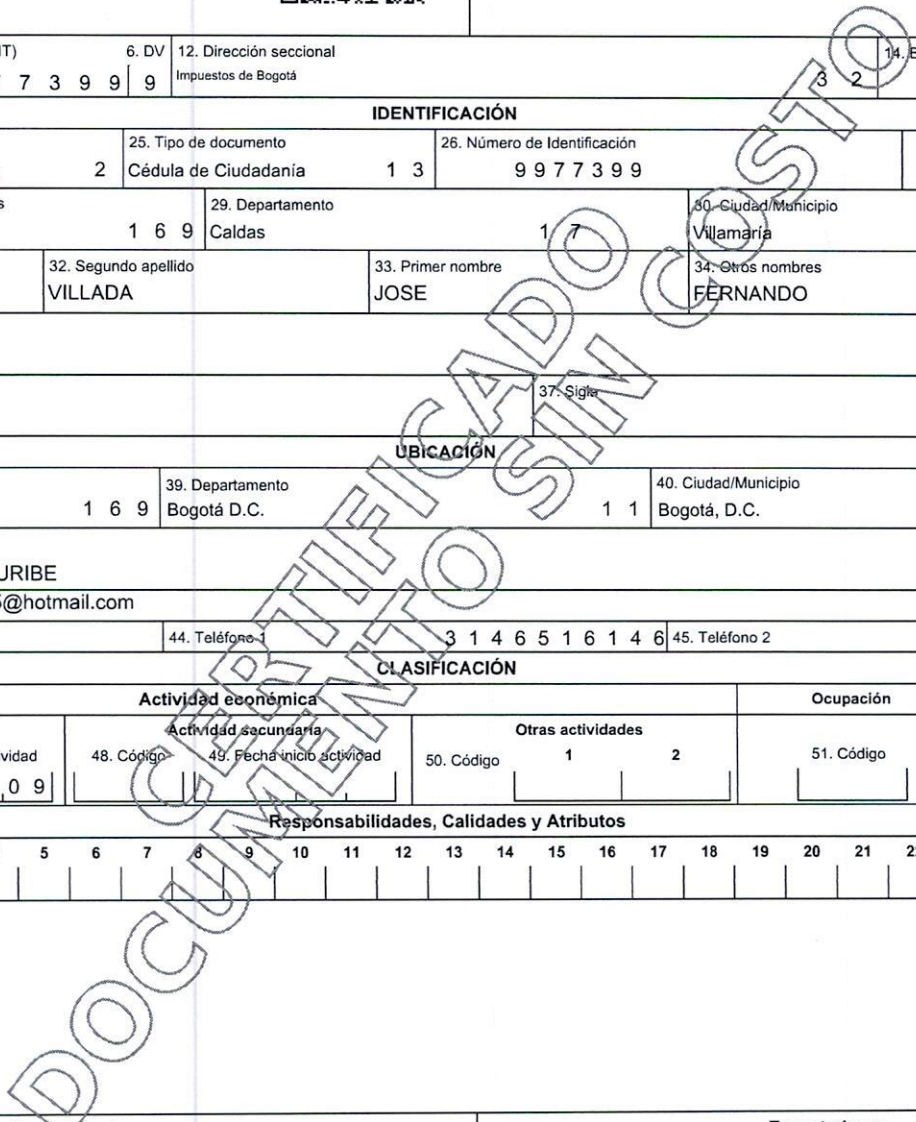 6. DV 12. Dirección seccional
7 3 9 9 9 Impuestos de Bogotá 3 2 14.
IDENTIFICACIÓN
25. Tipo de documento 26. Número de Identificación
2 Cédula de Ciudadanía 1 3 9 9 7 7 3 9 9
29. Departamento 30. Ciudad/Municipio
1 6 9 Caldas 1 7 Villamaría
32. Segundo apellido 33. Primer nombre 34. Otros nombres
VILLADA JOSE FERNANDO
37. Sigla
UBICACIÓN
39. Departamento 40. Ciudad/Municipio
1 6 9 Bogotá D.C. 1 1 Bogotá, D.C.
URIBE
@hotmail.com
44. Teléfono 1 3 1 4 6 5 1 6 1 4 6 45. Teléfono 2
CLASIFICACIÓN
Actividad económica Ocupación
Actividad secundaria Otras actividades
vidad 48. Código 49. Fecha inicio actividad 50. Código 1 2 51. Código
0 9
Responsabilidades, Calidades y Atributos
5 6 7 8 9 10 11 12 13 14 15 16 17 18 19 20 21
CERTIFICADO
DOCUMENTO SIN COSTO